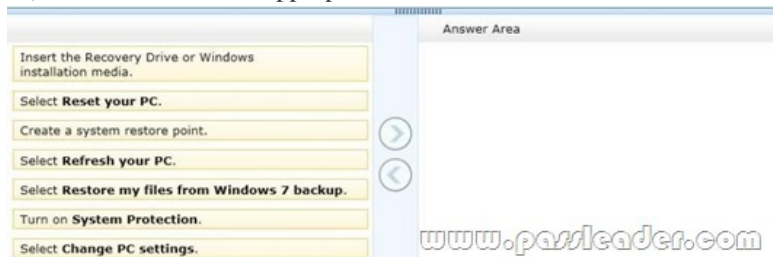 Answer Area
Insert the Recovery Drive or Windows
installation media.
Select Reset your PC.
Create a system restore point.
Select Refresh your PC.
Select Restore my files from Windows 7 backup.
Turn on System Protection.
Select Change PC settings.
www.passleader.com